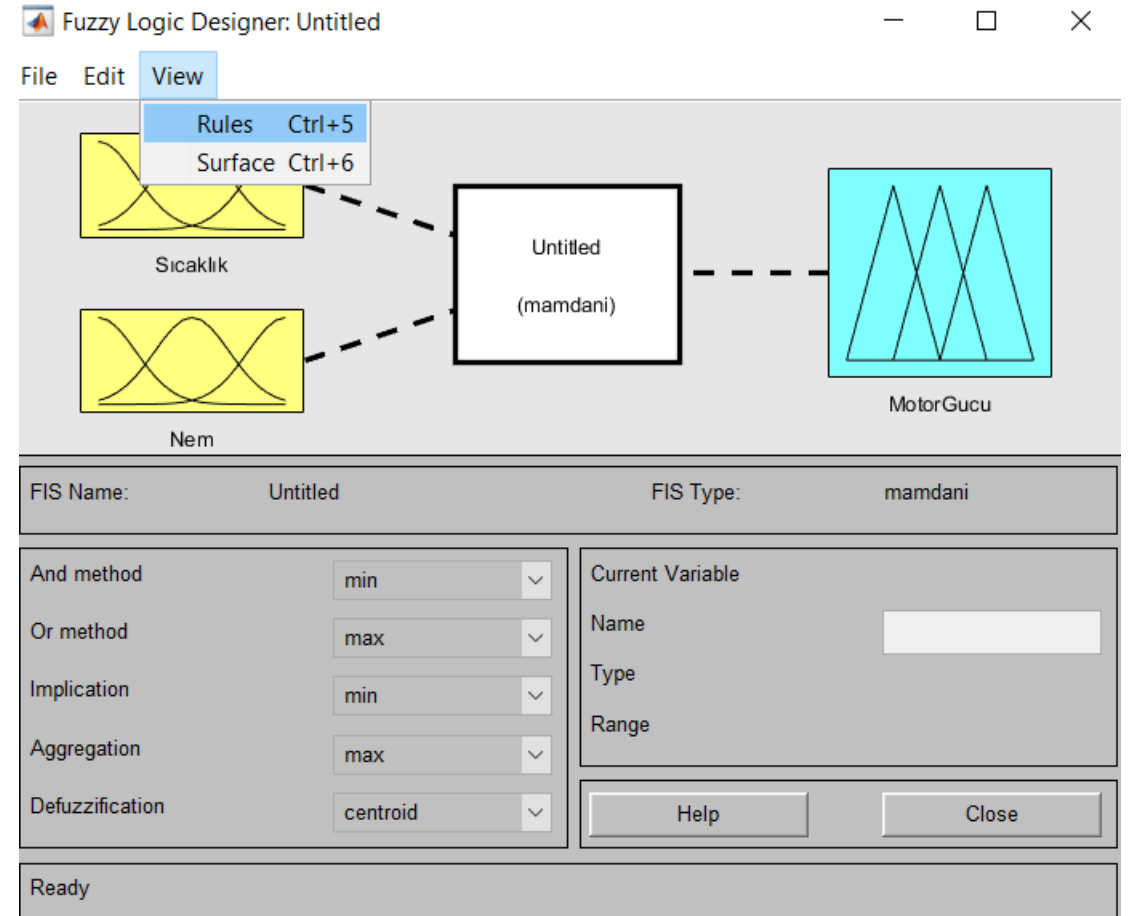 Fuzzy Logic Designer: Untitled
File Edit View
Rules Ctrl+5
Surface Ctrl+6
Sıcaklık
Nem
Untitled
(mamdani)
MotorGucu
FIS Name: Untitled FIS Type: mamdani
And method min
Or method max
Implication min
Aggregation max
Defuzzification centroid
Current Variable
Name
Type
Range
Help Close
Ready